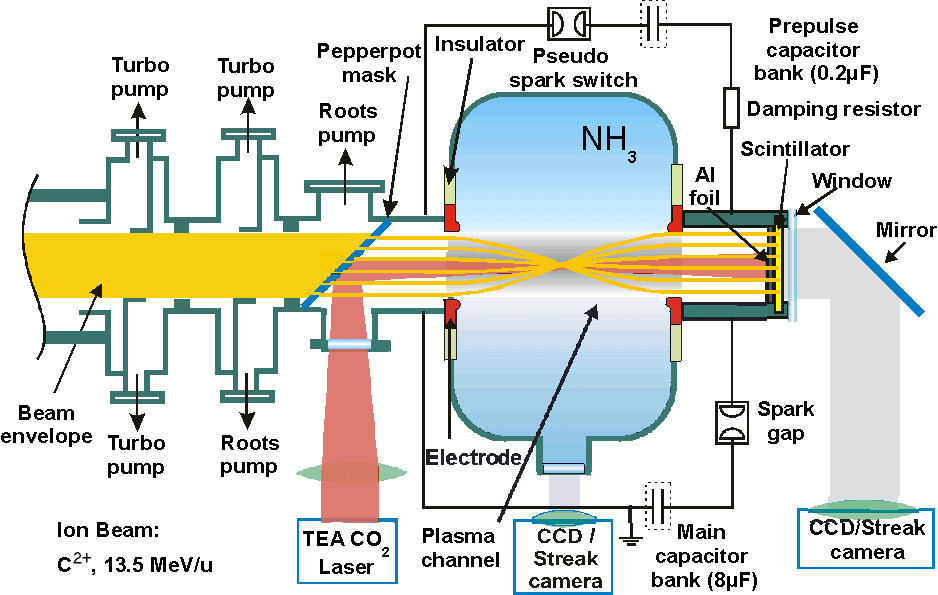 Turbo
pump
Turbo
pump
Pepperpot
mask
Roots
pump
Insulator
Pseudo
spark switch
Prepulse
capacitor
bank (0.2µF)
Damping resistor
NH3
Scintillator
Al
foil
Window
Mirror
Beam
envelope
Turbo
pump
Roots
pump
Electrode
Spark
gap
Ion Beam:
C2+, 13.5 MeV/u
TEA CO2
Laser
Plasma
channel
CCD /
Streak
camera
Main
capacitor
bank (8µF)
CCD/Streak
camera